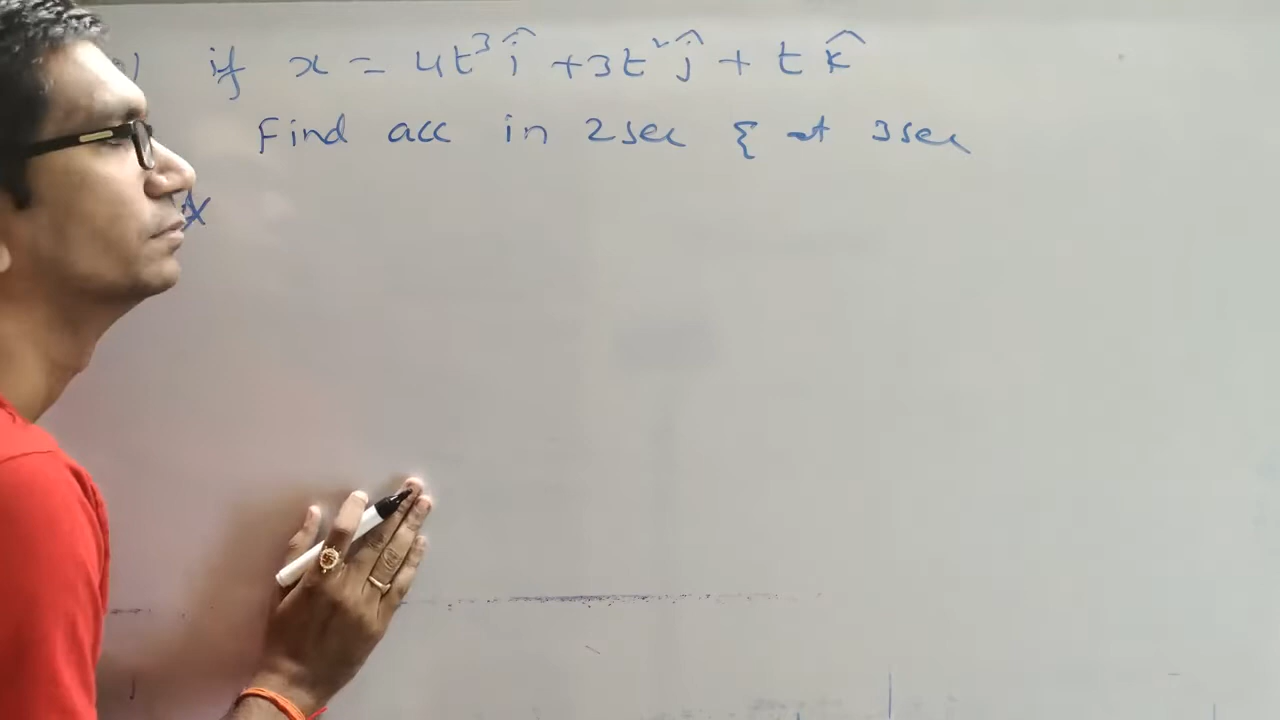 ) if x = 4t³ î + 3t² ĵ + t k̂
Find acc in 2sec { at 3sec